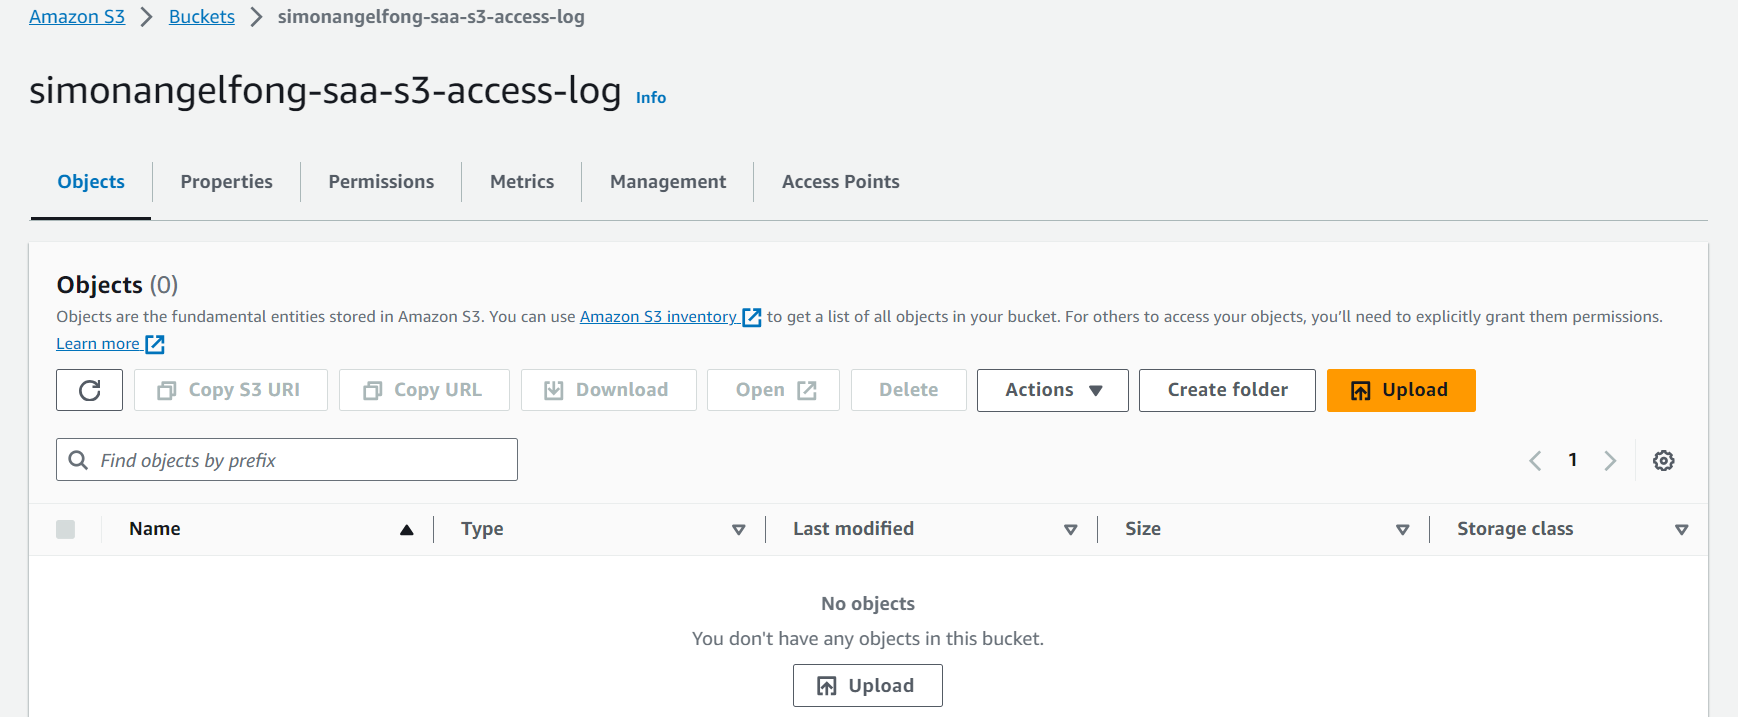 Amazon S3 > Buckets > simonangelfong-saa-s3-access-log
simonangelfong-saa-s3-access-log Info
Objects Properties Permissions Metrics Management Access Points
Objects (0)
Objects are the fundamental entities stored in Amazon S3. You can use Amazon S3 inventory to get a list of all objects in your bucket. For others to access your objects, you’ll need to explicitly grant them permissions.
Learn more
Copy S3 URI Copy URL Download Open Delete Actions Create folder Upload
Find objects by prefix 1
Name Type Last modified Size Storage class
No objects
You don't have any objects in this bucket.
Upload